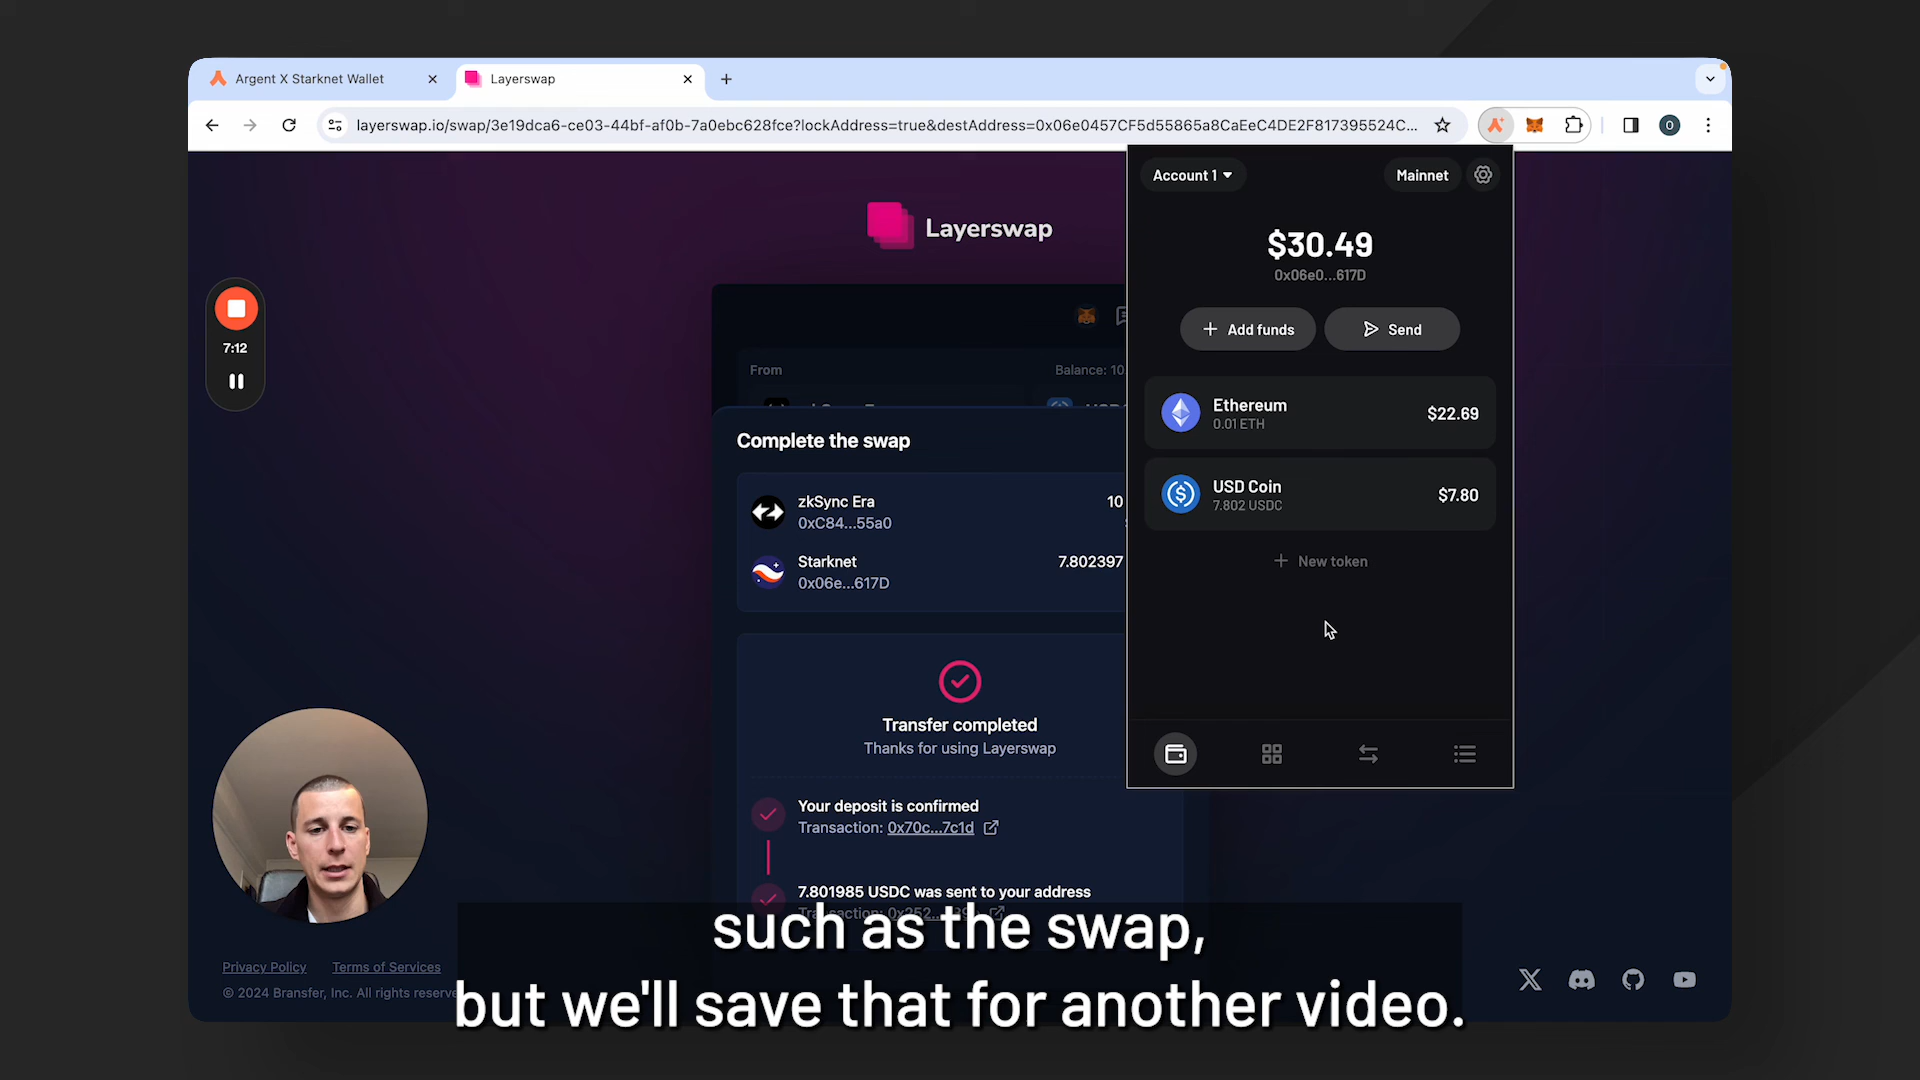 Argent X Starknet Wallet
Layerswap
layerswap.io/swap/3e19dca6-ce03-44bf-af0b-7a0ebc628fce?lockAddress=true&destAddress=0x06e0457CF5d55865a8CaEeC4DE2F817395524C...
O
Layerswap
7:12
From
Balance: 10
Complete the swap
zkSync Era
10
0xC84...55a0
Starknet
7.802397
0x06e...617D
Transfer completed
Thanks for using Layerswap
Your deposit is confirmed
Transaction: 0x70c...7c1d
7.801985 USDC was sent to your address
Account 1
Mainnet
$30.49
0x06e0...617D
+ Add funds
Send
Ethereum
0.01 ETH
$22.69
USD Coin
7.802 USDC
$7.80
+ New token
such as the swap,
but we'll save that for another video.
Privacy Policy
Terms of Services
© 2024 Bransfer, Inc. All rights reserve